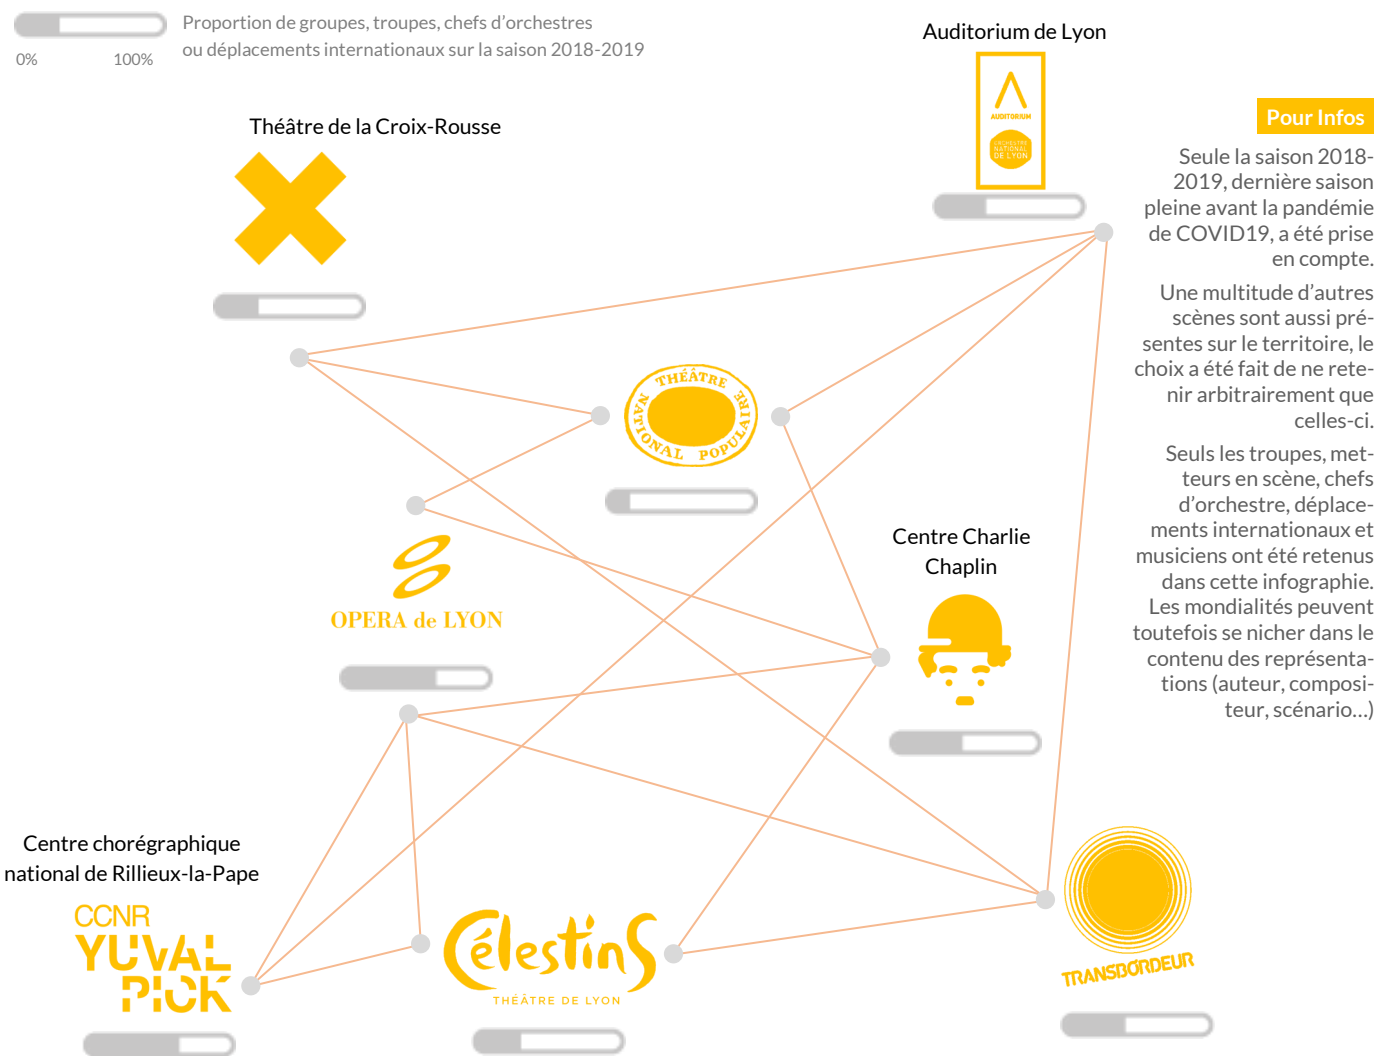 Proportion de groupes, troupes, chefs d'orchestres
ou déplacements internationaux sur la saison 2018-2019
0% 100%
Auditorium de Lyon
AUDITORIUM
ORCHESTRE
NATIONAL
DE LYON
Théâtre de la Croix-Rousse
Pour Infos
Seule la saison 2018-
2019, dernière saison
pleine avant la pandémie
de COVID19, a été prise
en compte.
Une multitude d'autres
scènes sont aussi pré-
sentes sur le territoire, le
choix a été fait de ne rete-
nir arbitrairement que
celles-ci.
Seuls les troupes, met-
teurs en scène, chefs
d'orchestre, déplace-
ments internationaux et
musiciens ont été retenus
dans cette infographie.
Les mondialités peuvent
toutefois se nicher dans le
contenu des représenta-
tions (auteur, composi-
teur, scénario...)
THÉÂTRE
NATIONAL POPULAIRE
OPERA de LYON
Centre Charlie
Chaplin
Centre chorégraphique
national de Rillieux-la-Pape
CCNR
YUVAL
PICK
Célestins
THÉÂTRE DE LYON
TRANSBORDEUR